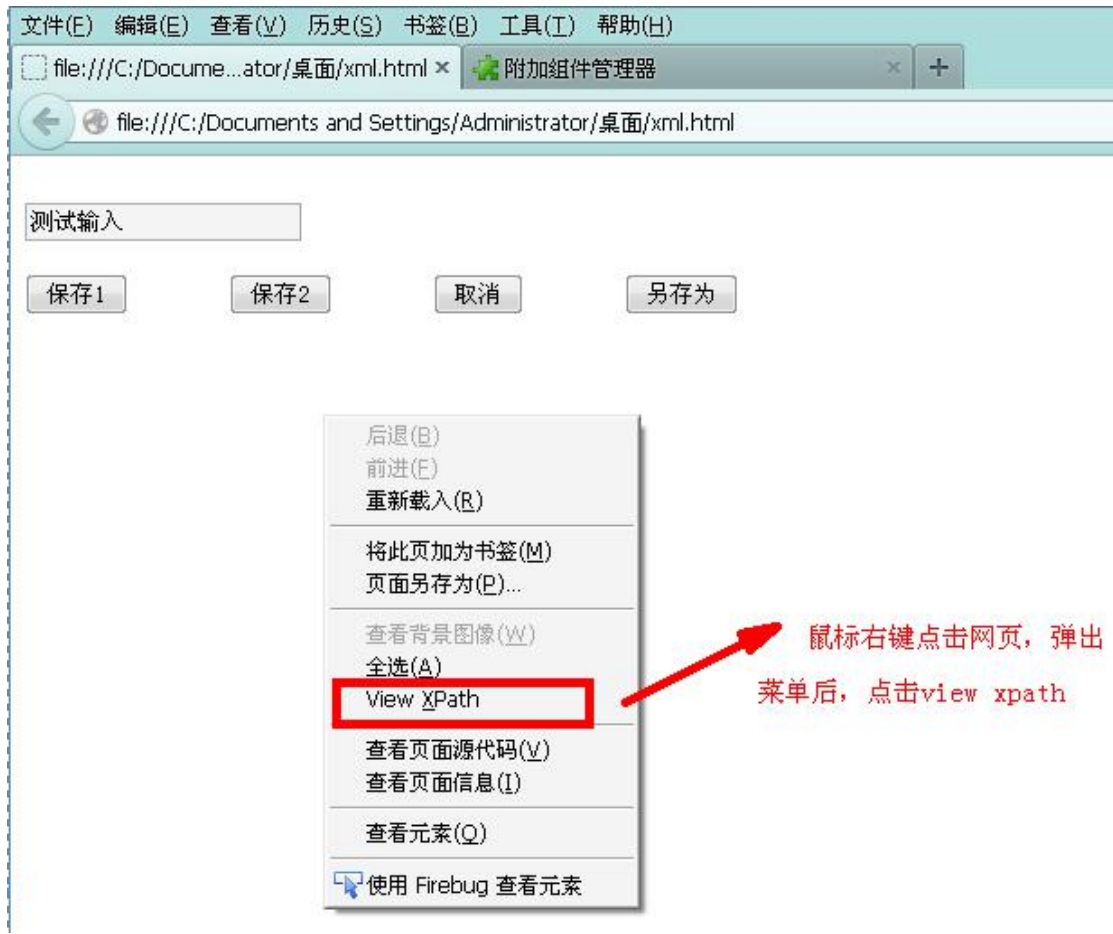 文件(F) 编辑(E) 查看(V) 历史(S) 书签(B) 工具(T) 帮助(H)
file:///C:/Docume...ator/桌面/xml.html × 附加组件管理器 × +
file:///C:/Documents and Settings/Administrator/桌面/xml.html
测试输入
保存1 保存2 取消 另存为
后退(B)
前进(F)
重新载入(R)
将此页加为书签(M)
页面另存为(P)...
查看背景图像(W)
全选(A)
View XPath
查看页面源代码(V)
查看页面信息(I)
查看元素(Q)
使用 Firebug 查看元素
鼠标右键点击网页，弹出
菜单后，点击view xpath